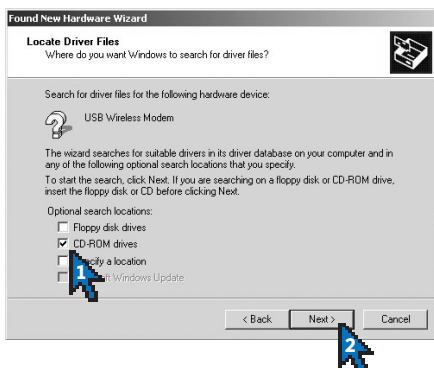 Found New Hardware Wizard
Locate Driver Files
Where do you want Windows to search for driver files?
Search for driver files for the following hardware device:
USB Wireless Modem
The wizard searches for suitable drivers in its driver database on your computer and in
any of the following optional search locations that you specify.
To start the search, click Next. If you are searching on a floppy disk or CD-ROM drive,
insert the floppy disk or CD before clicking Next.
Optional search locations:
Floppy disk drives
CD-ROM drives
a location
1
Windows Update
< Back
Next >
Cancel
2